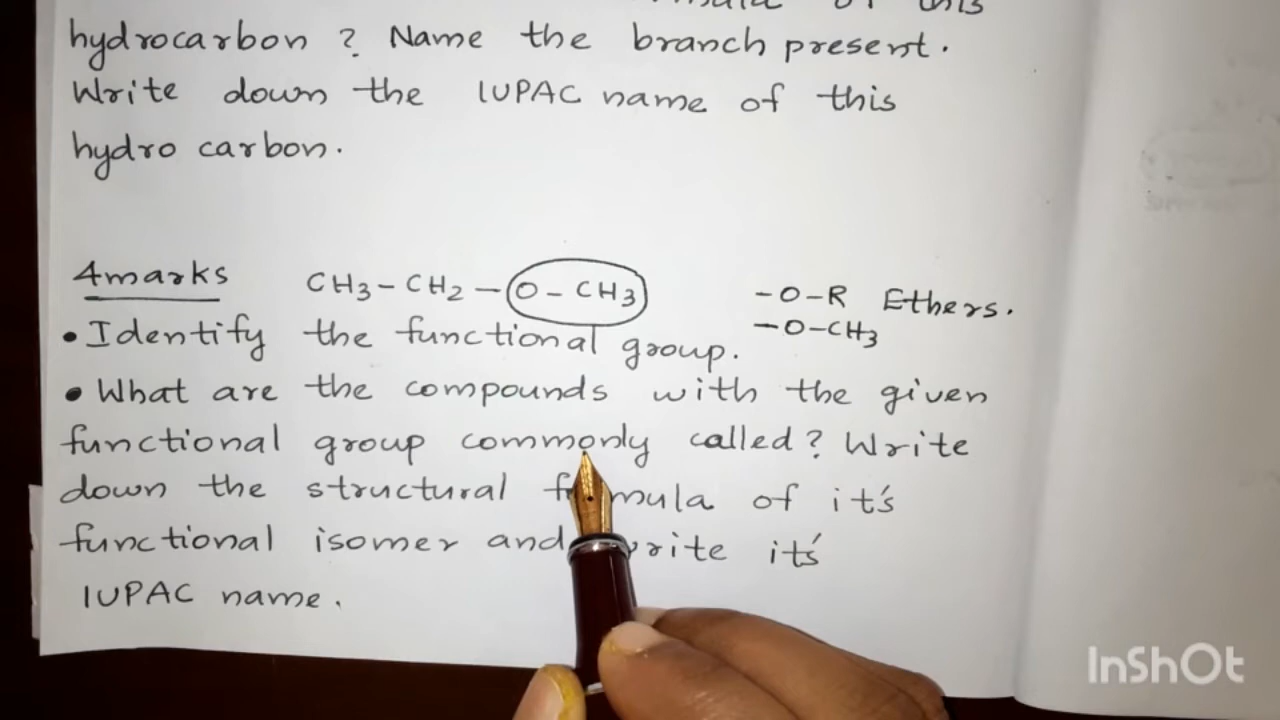 of this
hydrocarbon ? Name the branch present.
Write down the IUPAC name of this
hydro carbon.
4marks CH3-CH2-O-CH3 -O-R Ethers.
-O-CH3
• Identify the functional group.
• What are the compounds with the given
functional group commonly called? Write
down the structural of it's
functional isomer and it's
IUPAC name.
InShOt